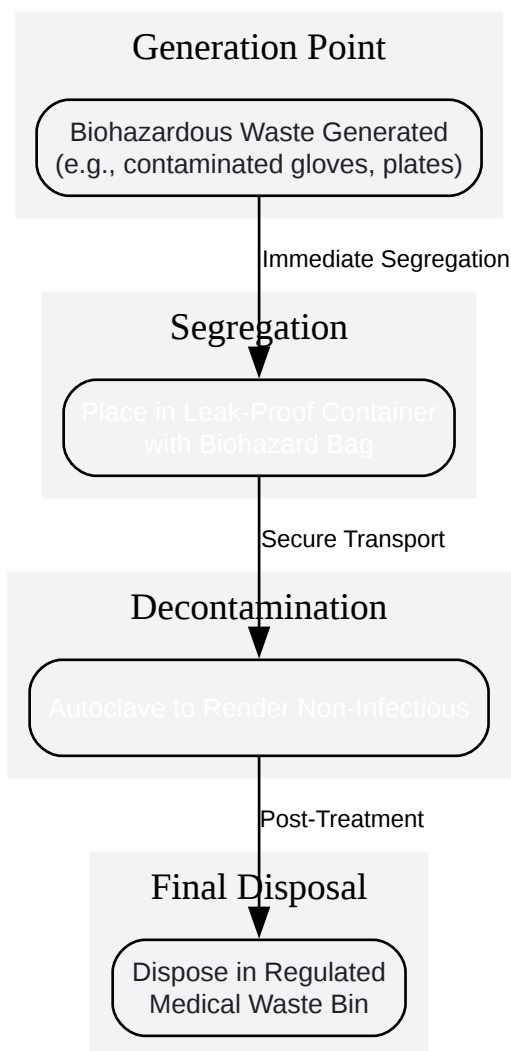 Generation Point
Biohazardous Waste Generated
(e.g., contaminated gloves, plates)
Immediate Segregation
Segregation
Place in Leak-Proof Container
with Biohazard Bag
Secure Transport
Decontamination
Autoclave to Render Non-Infectious
Post-Treatment
Final Disposal
Dispose in Regulated
Medical Waste Bin